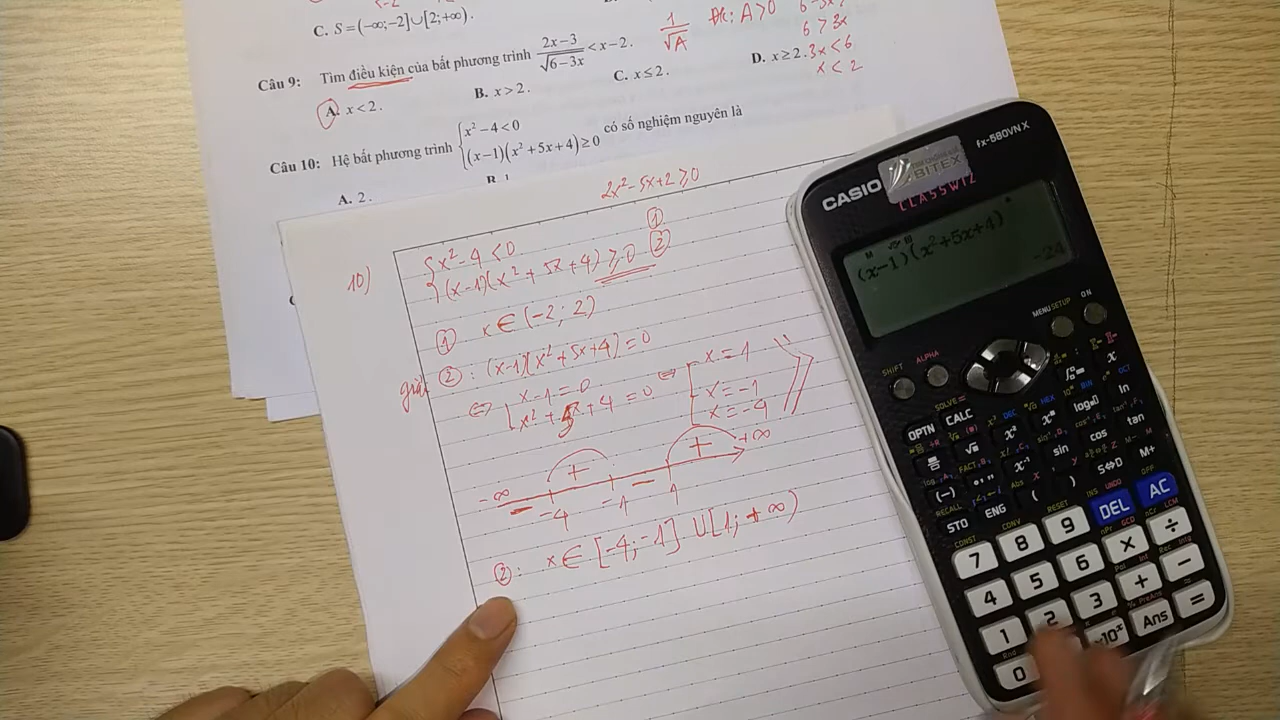 C. S=(-∞;-2]∪[2;+∞).
Câu 9: Tìm điều kiện của bất phương trình \frac{2x-3}{\sqrt{6-3x}}<x-2.
A. x<2.
B. x>2.
C. x≤2.
D. x≥2.
\frac{1}{\sqrt{A}} ĐK: A>0
6>3x
3x<6
x<2
Câu 10: Hệ bất phương trình {x²-4<0
(x-1)(x²+5x+4)≥0 có số nghiệm nguyên là
A. 2.
2x²-5x+2≥0
10) {x²-4<0 ①
(x-1)(x²+5x+4)≥0 ②
① x∈(-2;2)
giải ②: (x-1)(x²+5x+4)=0
⇔ [x-1=0
x²+5x+4=0 ⇔ [x=1
x=-1
x=-4
+ + +∞
-∞ - -4 -1 - 1
②: x∈[-4;-1]∪[1;+∞)
CASIO
fx-580VN X
BITEX
CLASSWIZ
(x-1)(x²+5x+4)
-24
SHIFT ALPHA MENU SETUP ON
OPTN CALC
SOLVE =
log ln
(-) sin cos tan
STO ENG ( ) S⇔D M+
7 8 9 DEL AC
4 5 6 × ÷
1 2 3 + −
0 ×10ˣ Ans =